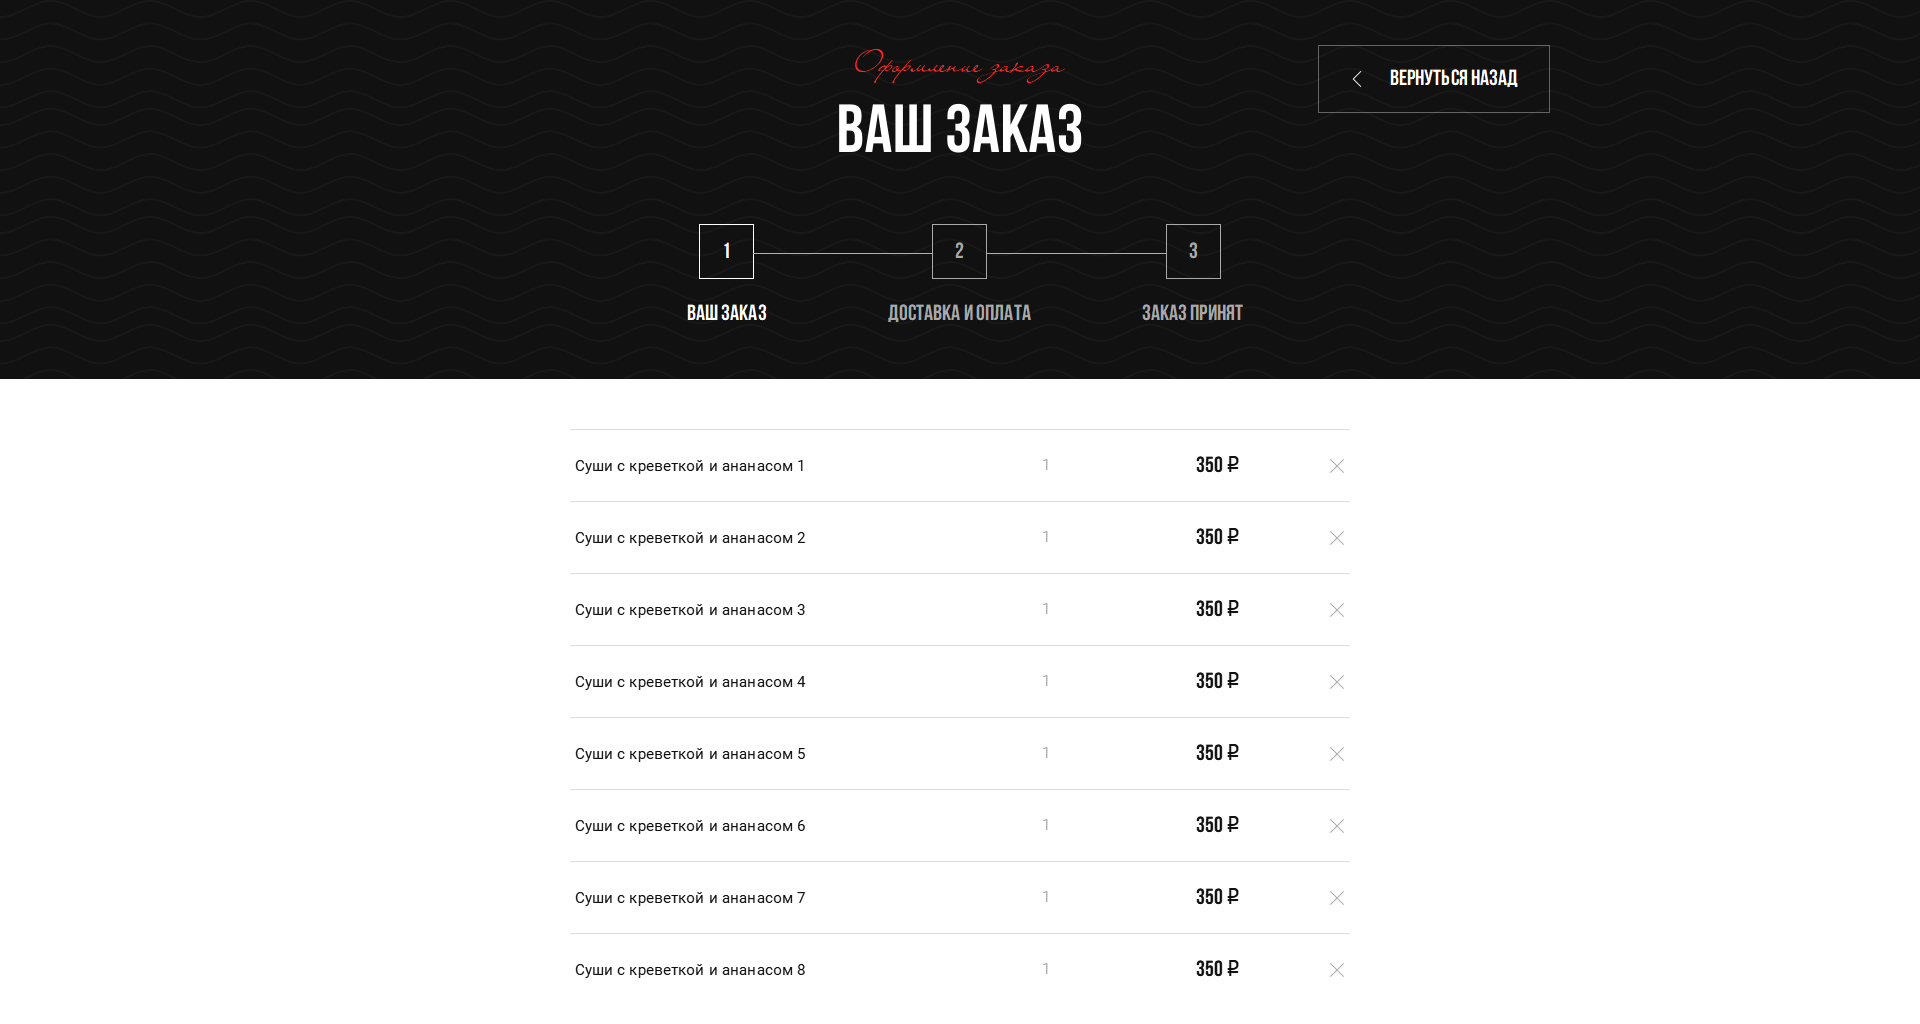 Оформление заказа
ВЕРНУТЬСЯ НАЗАД
ВАШ ЗАКАЗ
1 2 3
ВАШ ЗАКАЗ ДОСТАВКА И ОПЛАТА ЗАКАЗ ПРИНЯТ
Суши с креветкой и ананасом 1 1 350 ₽
Суши с креветкой и ананасом 2 1 350 ₽
Суши с креветкой и ананасом 3 1 350 ₽
Суши с креветкой и ананасом 4 1 350 ₽
Суши с креветкой и ананасом 5 1 350 ₽
Суши с креветкой и ананасом 6 1 350 ₽
Суши с креветкой и ананасом 7 1 350 ₽
Суши с креветкой и ананасом 8 1 350 ₽